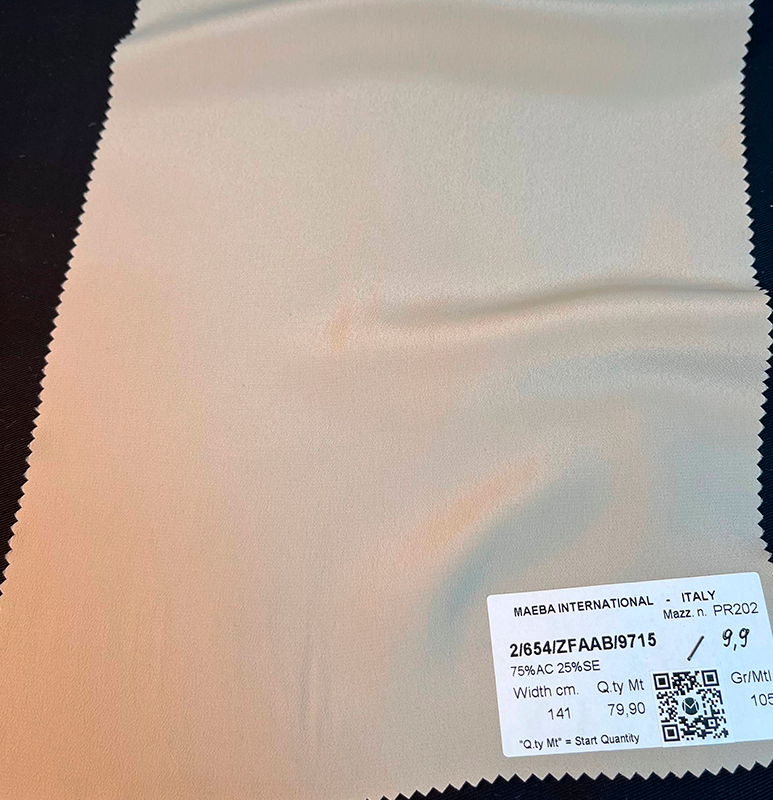 MAEBA INTERNATIONAL - ITALY
Mazz. n. PR202
2/654/ZFAAB/9715 / 9,9
75%AC 25%SE
Width cm. Q.ty Mt Gr/Mtl
141 79,90 105
"Q.ty Mt" = Start Quantity